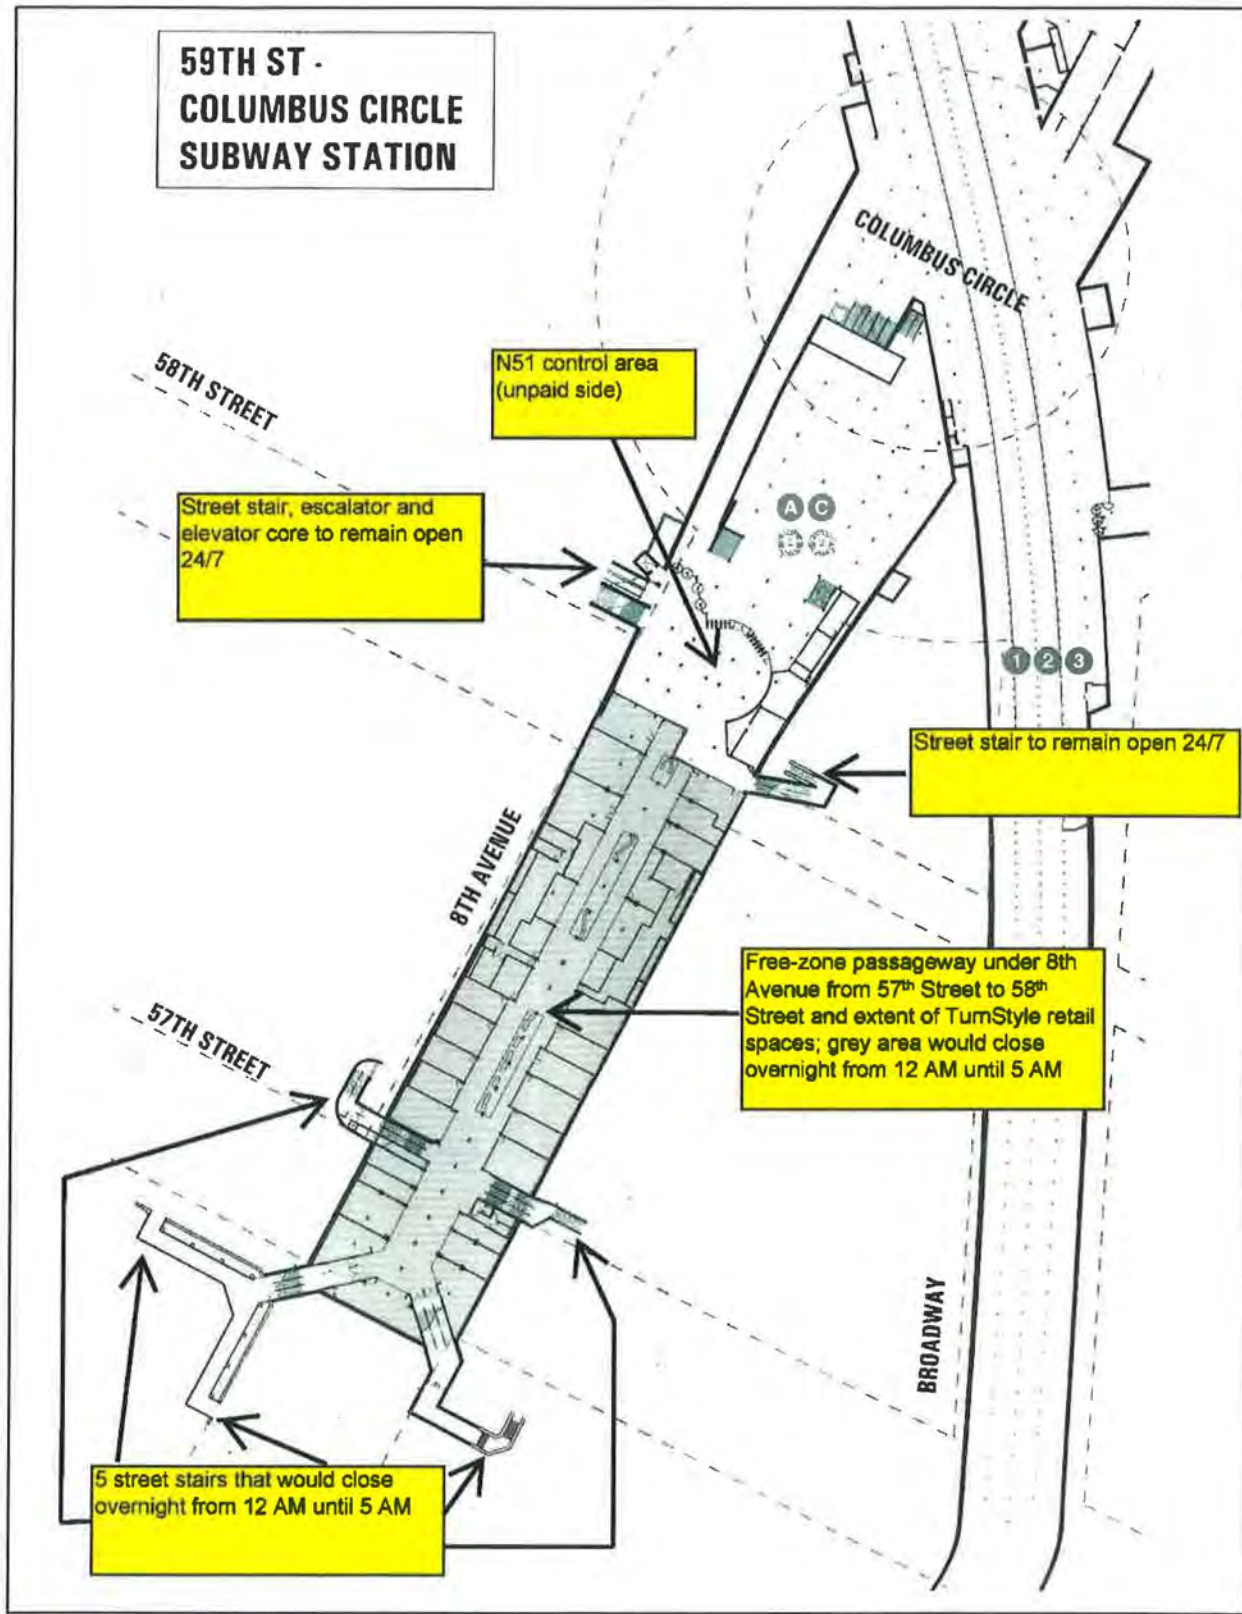 59TH ST -
COLUMBUS CIRCLE
SUBWAY STATION
COLUMBUS CIRCLE
58TH STREET
N51 control area
(unpaid side)
Street stair, escalator and
elevator core to remain open
24/7
A C
B D
1 2 3
Street stair to remain open 24/7
8TH AVENUE
Free-zone passageway under 8th
Avenue from 57th Street to 58th
Street and extent of TurnStyle retail
spaces; grey area would close
overnight from 12 AM until 5 AM
57TH STREET
BROADWAY
5 street stairs that would close
overnight from 12 AM until 5 AM